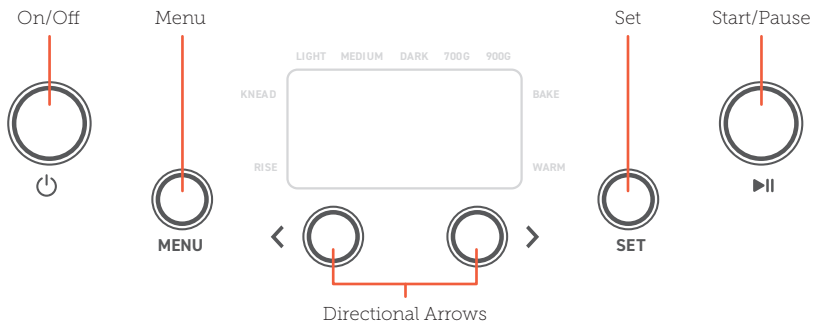 On/Off
Menu
Set
Start/Pause
LIGHT MEDIUM DARK 700G 900G
KNEAD
BAKE
RISE
WARM
MENU
SET
Directional Arrows